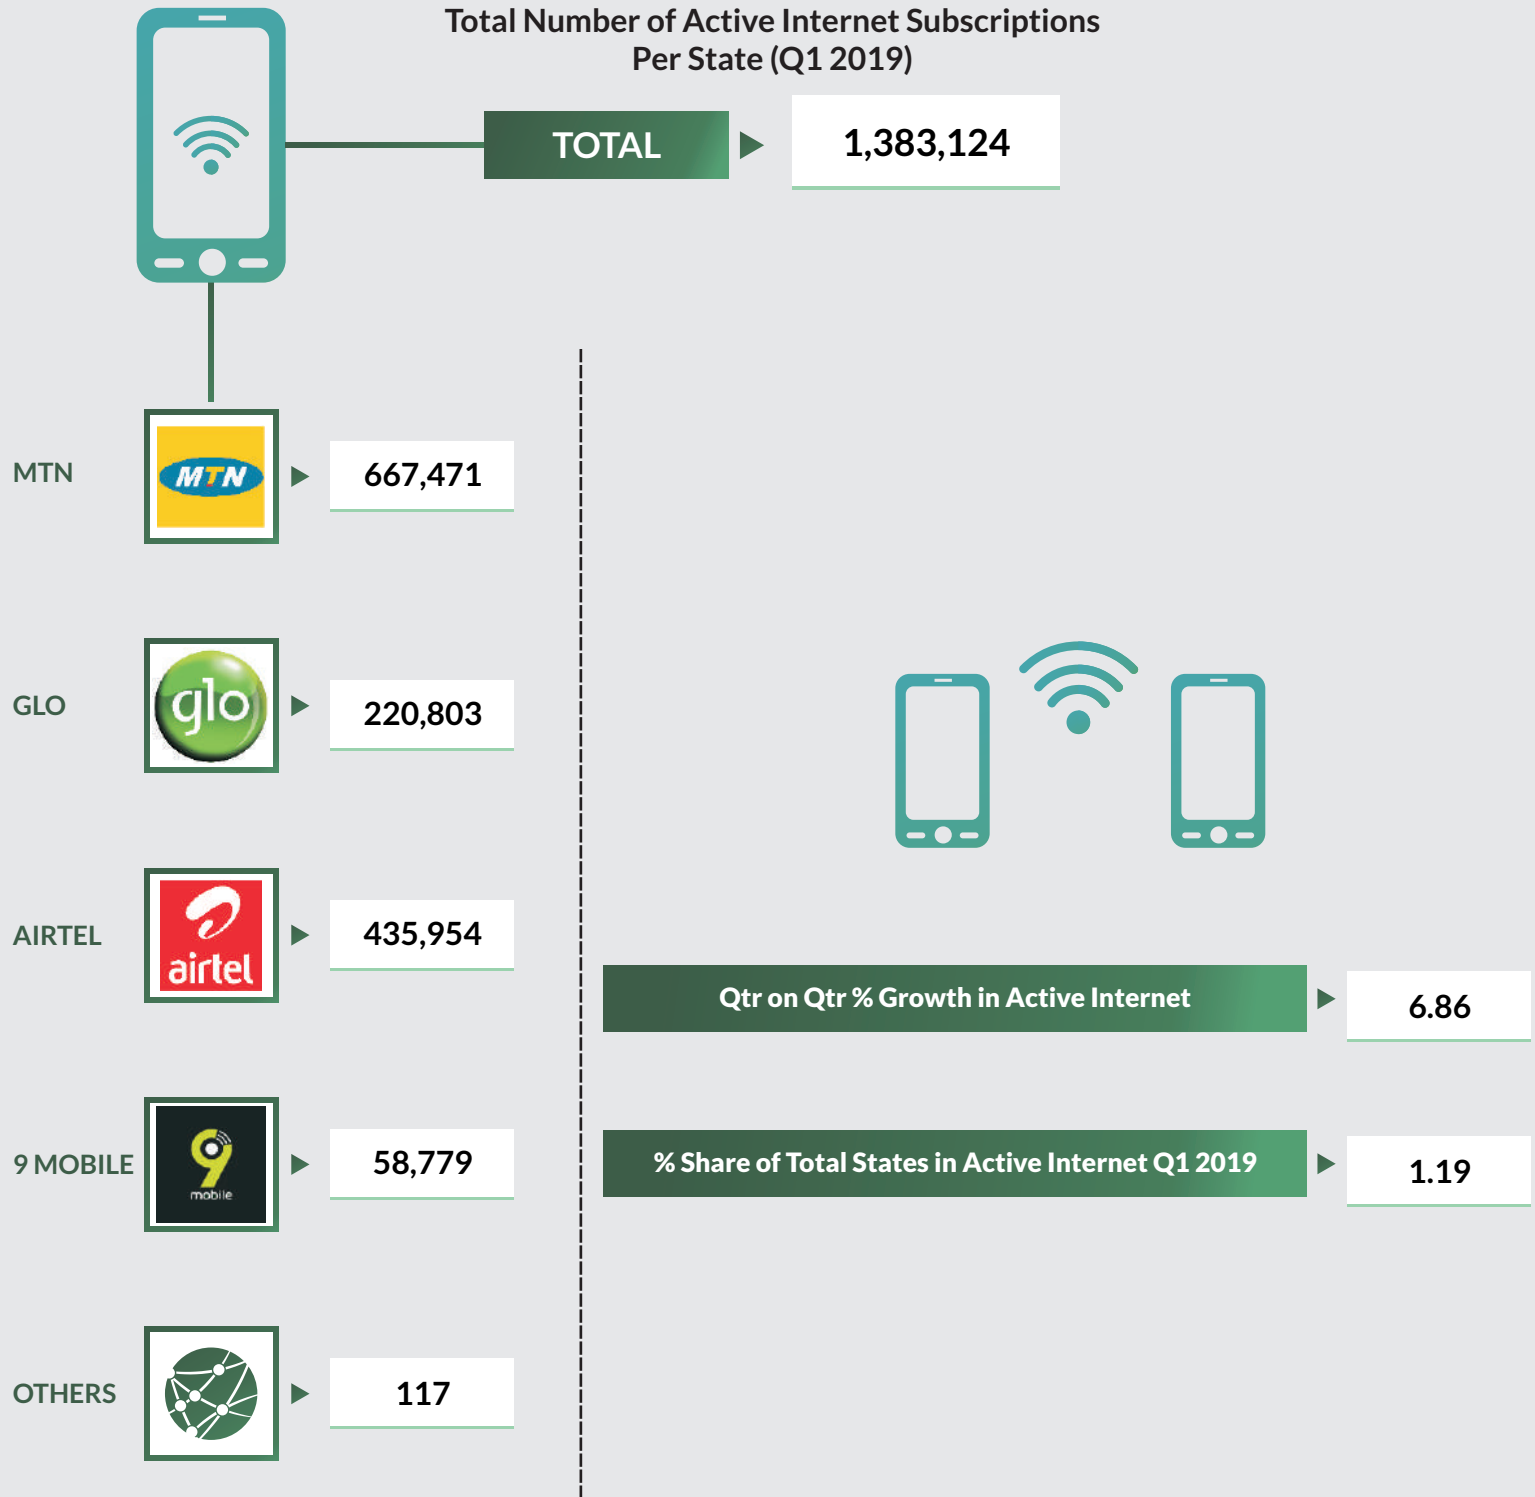 Total Number of Active Internet Subscriptions
Per State (Q1 2019)
TOTAL
1,383,124
MTN
MTN
667,471
GLO
glo
220,803
AIRTEL
airtel
435,954
Qtr on Qtr % Growth in Active Internet
6.86
9 MOBILE
9
mobile
58,779
% Share of Total States in Active Internet Q1 2019
1.19
OTHERS
117